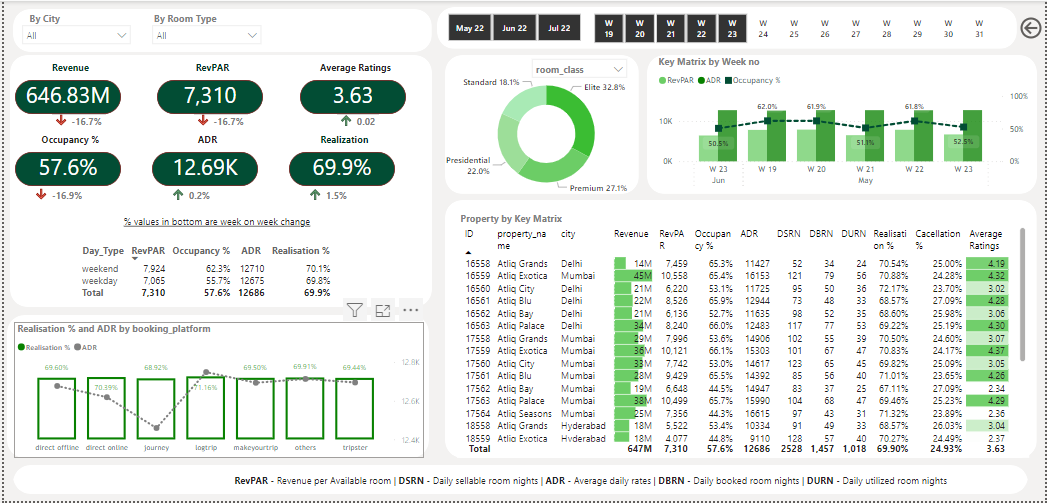 By City
By Room Type
All
All
May 22
Jun 22
Jul 22
W 19
W 20
W 21
W 22
W 23
W 24
W 25
W 26
W 27
W 28
W 29
W 30
W 31
Revenue
RevPAR
Average Ratings
646.83M
7,310
3.63
-16.7%
-16.7%
0.02
Occupancy %
ADR
Realization
57.6%
12.69K
69.9%
-16.9%
0.2%
1.5%
% values in bottom are week on week change
Day_Type RevPAR Occupancy % ADR Realisation %
weekend 7,924 62.3% 12710 70.1%
weekday 7,065 55.7% 12675 69.8%
Total 7,310 57.6% 12686 69.9%
room_class
Standard 18.1%
Elite 32.8%
Presidential 22.0%
Premium 27.1%
Key Matrix by Week no
RevPAR ADR Occupancy %
10K
0K
100%
50%
0%
50.5%
62.0%
61.9%
51.1%
61.8%
52.5%
W 23 W 19 W 20 W 21 W 22 W 23
Jun May
Realisation % and ADR by booking_platform
Realisation % ADR
69.60%
70.59%
68.92%
71.16%
69.50%
69.91%
69.44%
12.8K
12.6K
12.4K
direct offline direct online journey logtrip makeyourtrip others tripster
Property by Key Matrix
ID property_name city Revenue RevPAR Occupancy % ADR DSRN DBRN DURN Realisation % Cacellation % Average Ratings
16558 Atliq Grands Delhi 14M 7,459 65.3% 11427 52 34 24 70.54% 25.00% 4.19
16559 Atliq Exotica Mumbai 45M 10,558 65.4% 16153 121 79 56 70.88% 24.28% 4.32
16560 Atliq City Delhi 21M 6,220 53.1% 11725 95 50 36 72.17% 23.70% 3.02
16561 Atliq Blu Delhi 22M 8,526 65.9% 12944 73 48 33 68.57% 27.09% 4.28
16562 Atliq Bay Delhi 21M 6,136 52.7% 11635 98 52 35 68.60% 25.98% 3.06
16563 Atliq Palace Delhi 34M 8,240 66.0% 12483 117 77 53 69.22% 25.19% 4.30
17558 Atliq Grands Mumbai 29M 7,996 53.6% 14906 102 55 39 70.50% 24.60% 3.07
17559 Atliq Exotica Mumbai 36M 10,121 66.1% 15303 101 67 47 70.83% 24.17% 4.37
17560 Atliq City Mumbai 33M 7,742 53.0% 14617 123 65 45 69.82% 25.09% 3.05
17561 Atliq Blu Mumbai 28M 9,429 65.5% 14392 85 56 40 71.01% 23.65% 4.26
17562 Atliq Bay Mumbai 19M 6,648 44.5% 14947 83 37 25 67.11% 27.09% 2.34
17563 Atliq Palace Mumbai 38M 10,499 65.7% 15990 104 68 47 69.46% 25.23% 4.29
17564 Atliq Seasons Mumbai 25M 7,356 44.3% 16615 97 43 31 71.32% 23.89% 2.36
18558 Atliq Grands Hyderabad 18M 5,522 53.4% 10334 91 49 33 68.57% 26.03% 3.04
18559 Atliq Exotica Hyderabad 18M 4,077 44.8% 9110 128 57 40 70.27% 24.49% 2.37
Total 647M 7,310 57.6% 12686 2528 1,457 1,018 69.90% 24.93% 3.63
RevPAR - Revenue per Available room | DSRN - Daily sellable room nights | ADR - Average daily rates | DBRN - Daily booked room nights | DURN - Daily utilized room nights